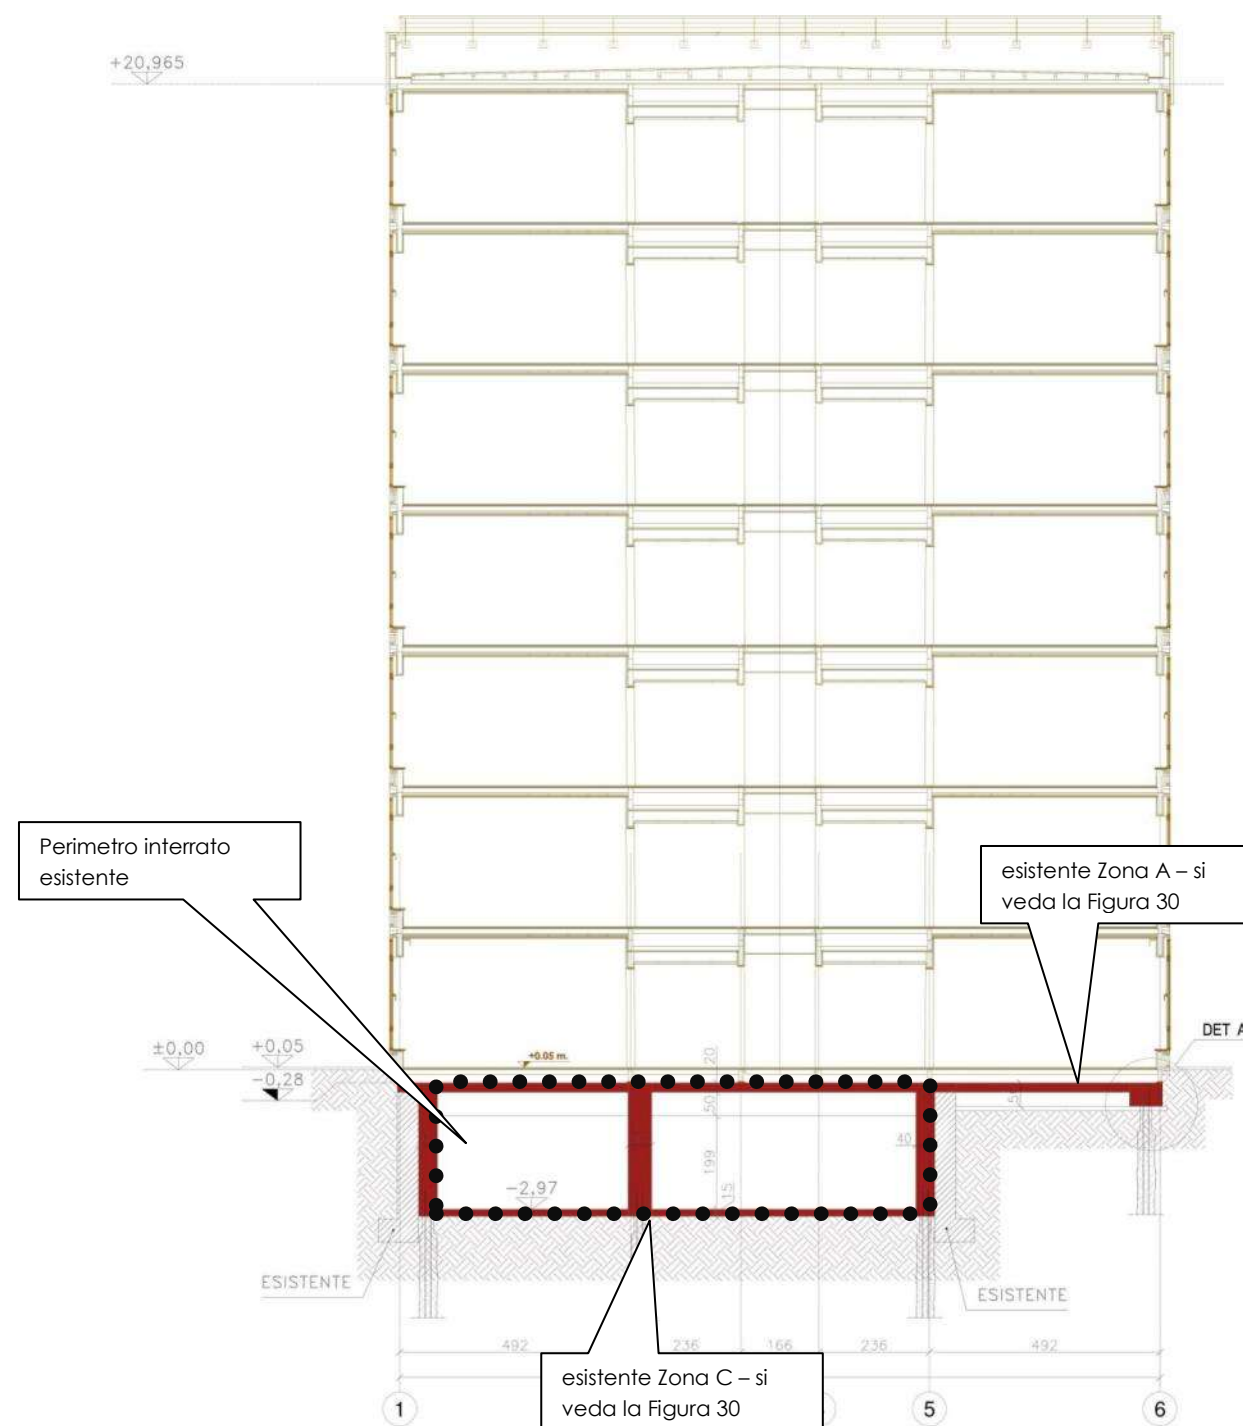 +20,965
Perimetro interrato
esistente
esistente Zona A – si
veda la Figura 30
DET A
±0,00
+0,05
+0.05 m.
-0,28
20
50
5
199
40
15
-2,97
ESISTENTE
ESISTENTE
492
236
166
236
492
esistente Zona C – si
veda la Figura 30
1
5
6